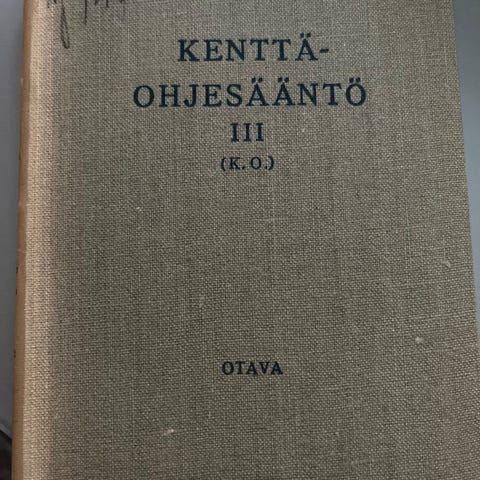 KENTTÄ-
OHJESÄÄNTÖ
III
(K.O.)
OTAVA